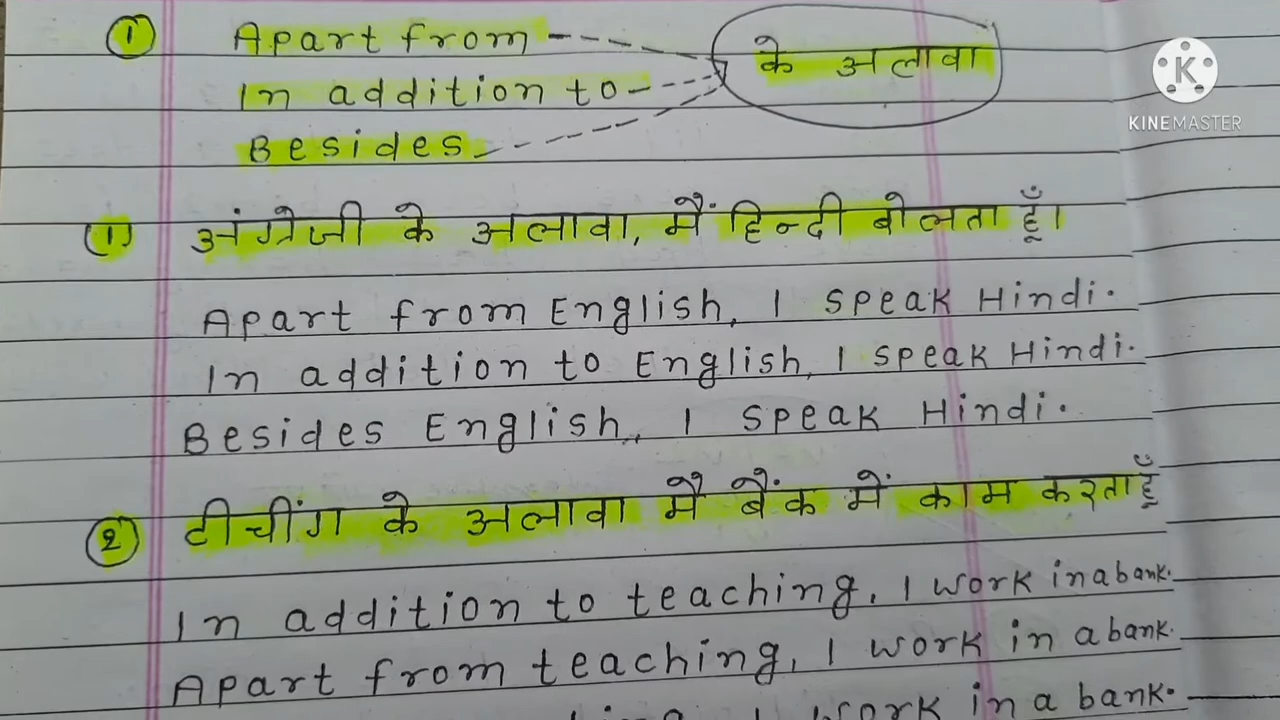 ① Apart from
In addition to
Besides
के अलावा
KINEMASTER
(1) अंग्रेजी के अलावा, मैं हिन्दी बोलता हूँ।
Apart from English, I speak Hindi.
In addition to English, I speak Hindi.
Besides English, I speak Hindi.
② टीचींग के अलावा मै बैंक में काम करता हूँ
In addition to teaching, I work in a bank.
Apart from teaching, I work in a bank.
I work in a bank.